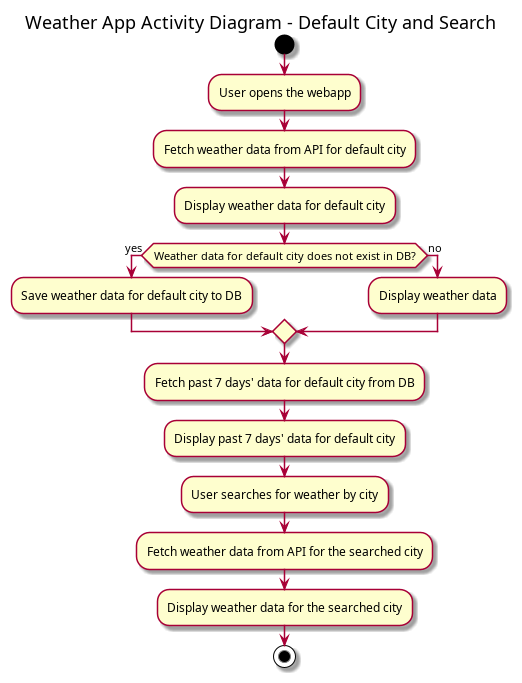 Weather App Activity Diagram - Default City and Search
User opens the webapp
Fetch weather data from API for default city
Display weather data for default city
yes
Weather data for default city does not exist in DB?
no
Save weather data for default city to DB
Display weather data
Fetch past 7 days' data for default city from DB
Display past 7 days' data for default city
User searches for weather by city
Fetch weather data from API for the searched city
Display weather data for the searched city